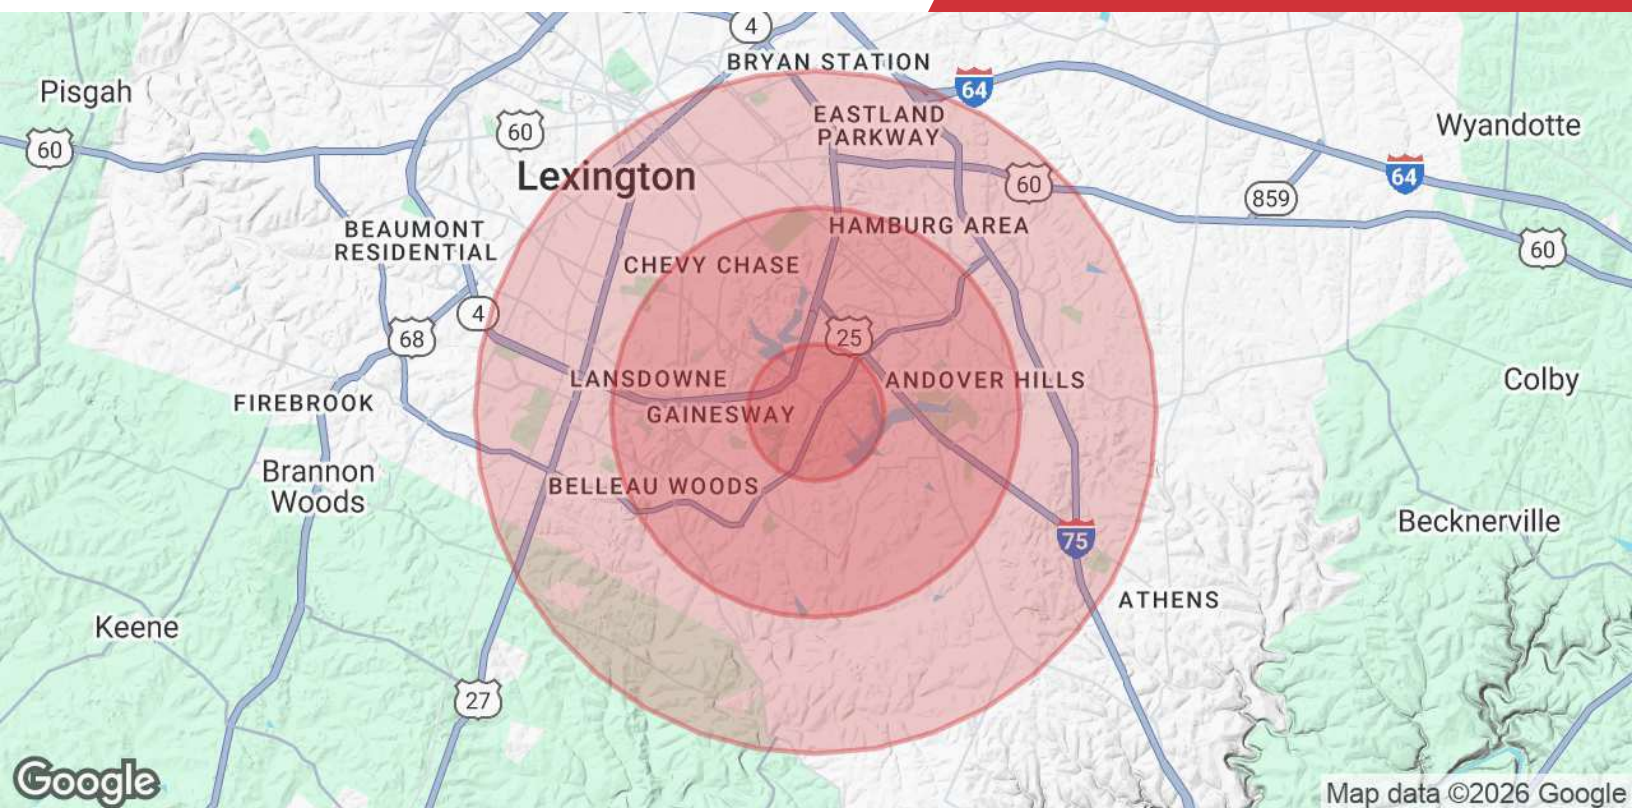 4
BRYAN STATION
64
Pisgah
EASTLAND
PARKWAY
60
60
Wyandotte
Lexington
60
64
859
BEAUMONT
RESIDENTIAL
HAMBURG AREA
60
CHEVY CHASE
4
68
25
LANSDOWNE
ANDOVER HILLS
Colby
FIREBROOK
GAINESWAY
Brannon
Woods
BELLEAU WOODS
Becknerville
75
ATHENS
Keene
27
Google
Map data ©2026 Google